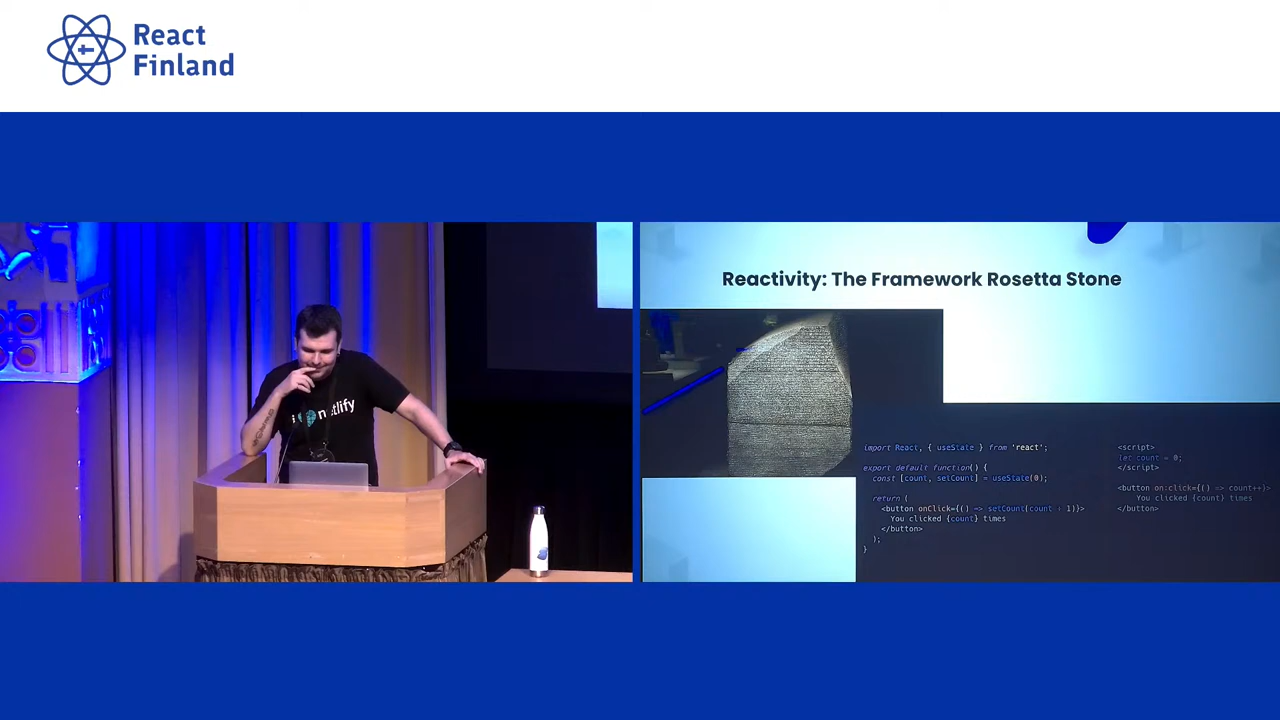 React
Finland
i netlify
Reactivity: The Framework Rosetta Stone
import React, { useState } from 'react';
export default function() {
const [count, setCount] = useState(0);
return (
<button onClick={() => setCount(count + 1)}>
You clicked {count} times
</button>
);
}
<script>
let count = 0;
</script>
<button on:click={() => count++}>
You clicked {count} times
</button>